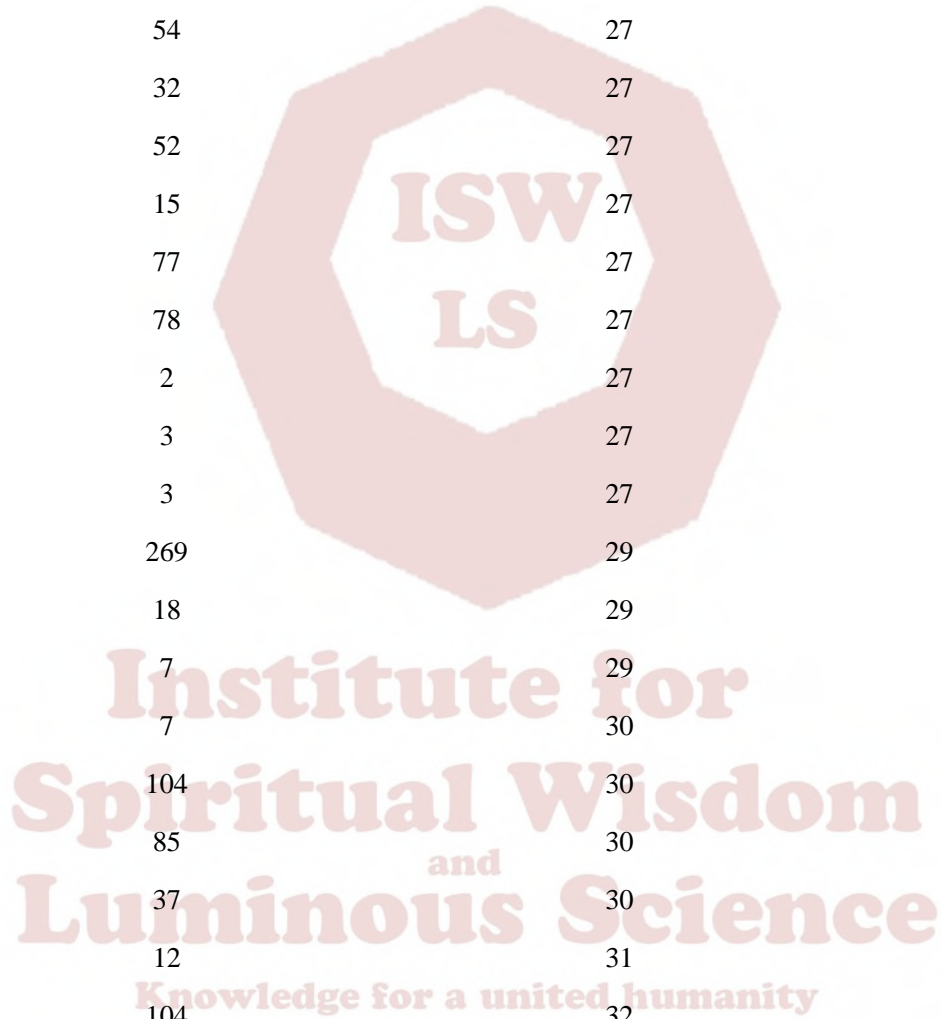 54 27
32 27
52 27
15 27
77 27
78 27
2 27
3 27
3 27
269 29
18 29
7 29
7 30
104 30
85 30
37 30
12 31
104 32
ISW
LS
Institute for
Spiritual Wisdom
and
Luminous Science
Knowledge for a united humanity